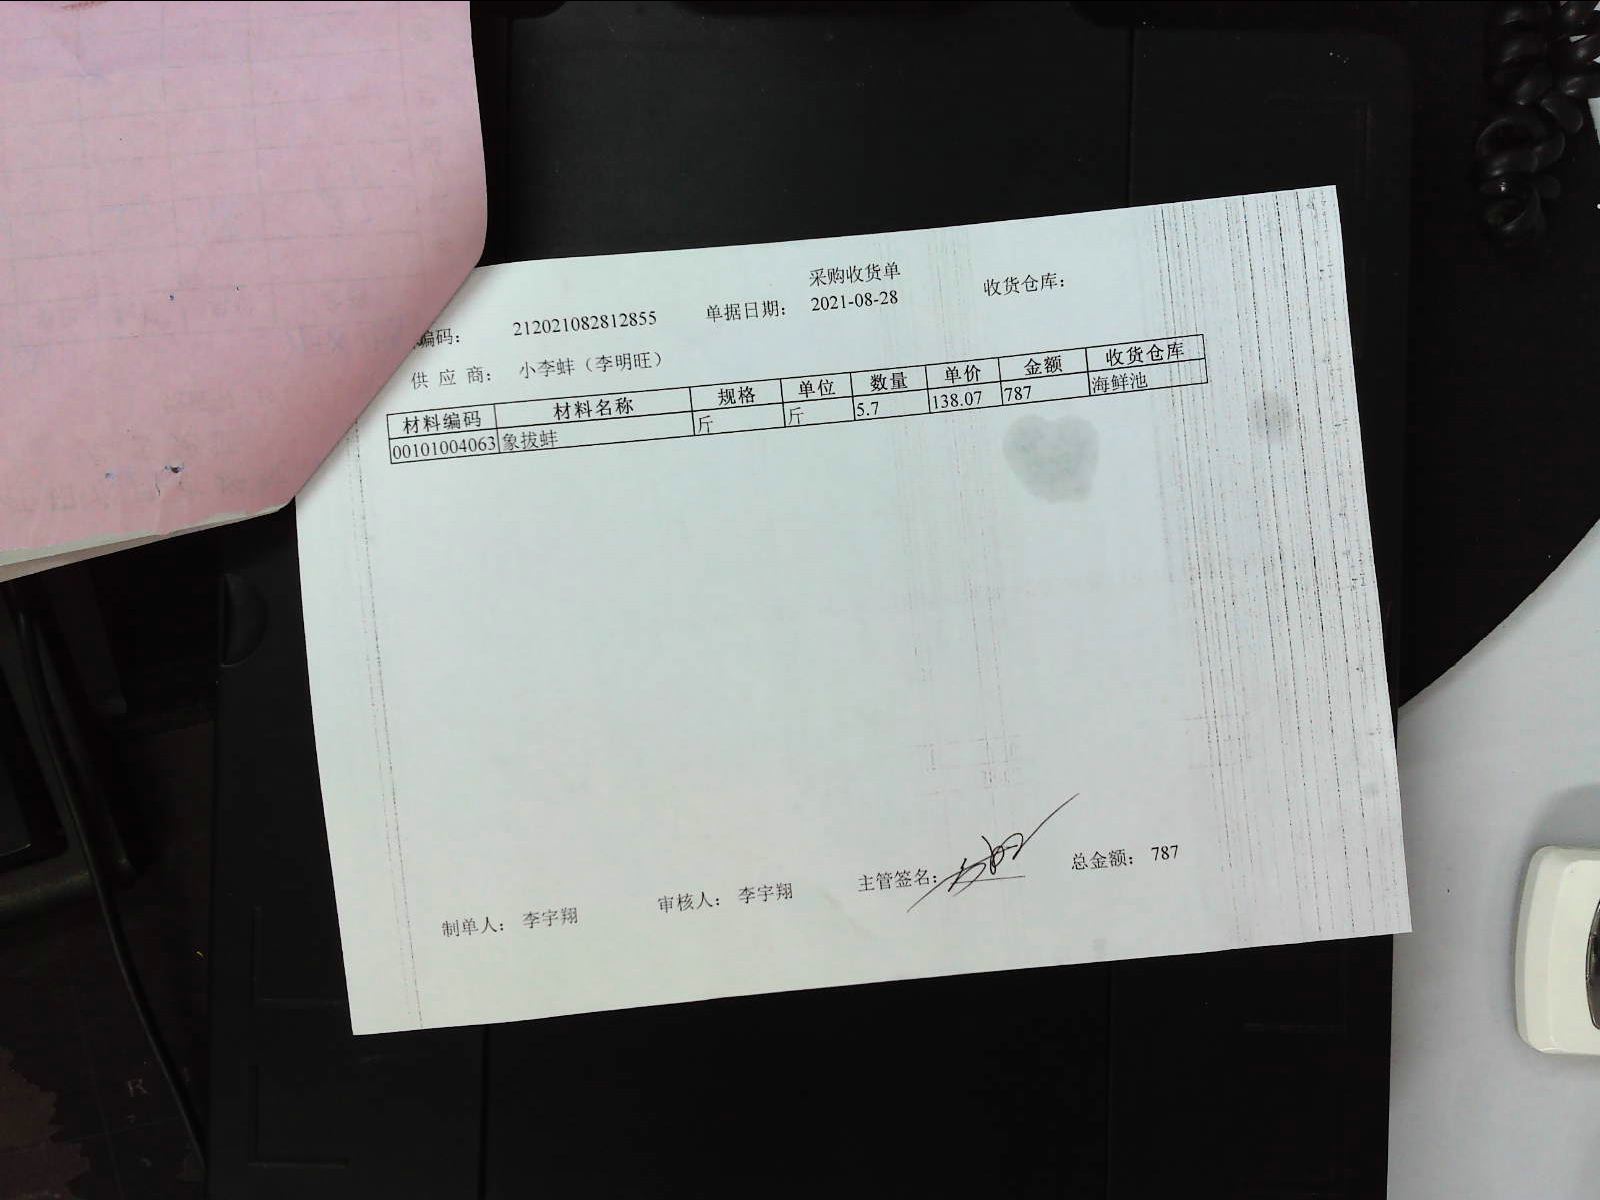 采购收货单
编码: 212021082812855 单据日期: 2021-08-28 收货仓库:
供 应 商: 小李蚌（李明旺）
材料编码 材料名称 规格 单位 数量 单价 金额 收货仓库
00101004063 象拔蚌 斤 斤 5.7 138.07 787 海鲜池
制单人: 李宇翔 审核人: 李宇翔 主管签名: 总金额: 787